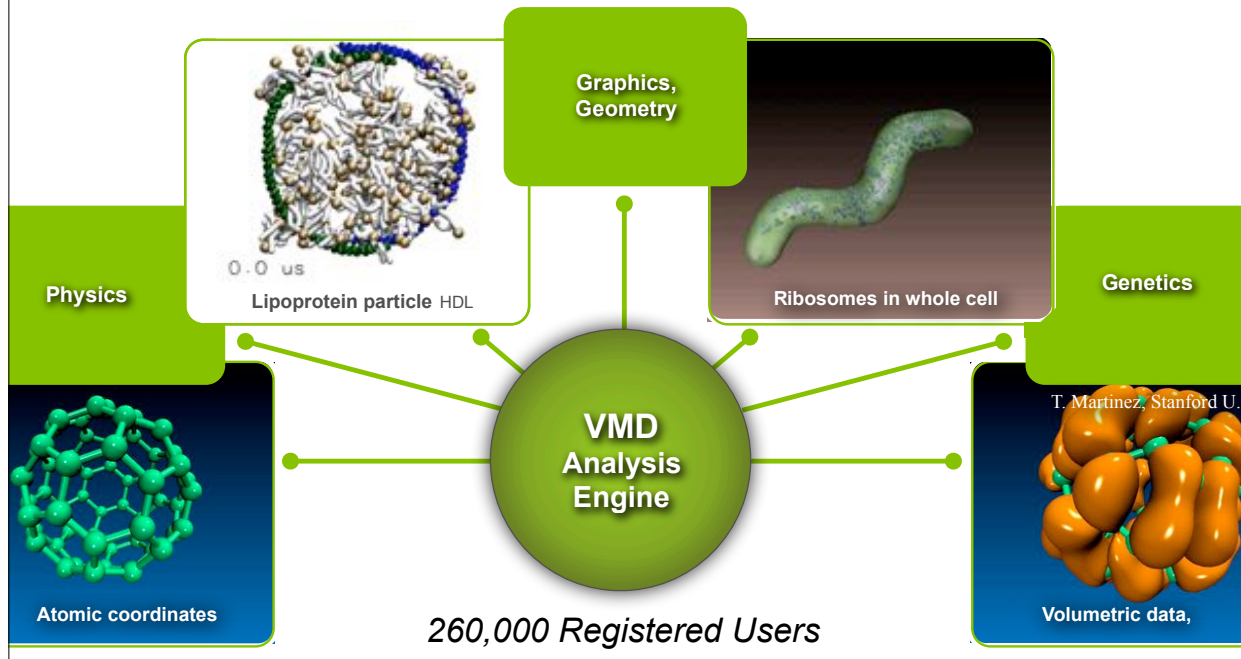 Graphics,
Geometry
0.0 us
Lipoprotein particle HDL
Ribosomes in whole cell
Physics
Genetics
T. Martinez, Stanford U.
VMD
Analysis
Engine
Atomic coordinates
Volumetric data,
260,000 Registered Users